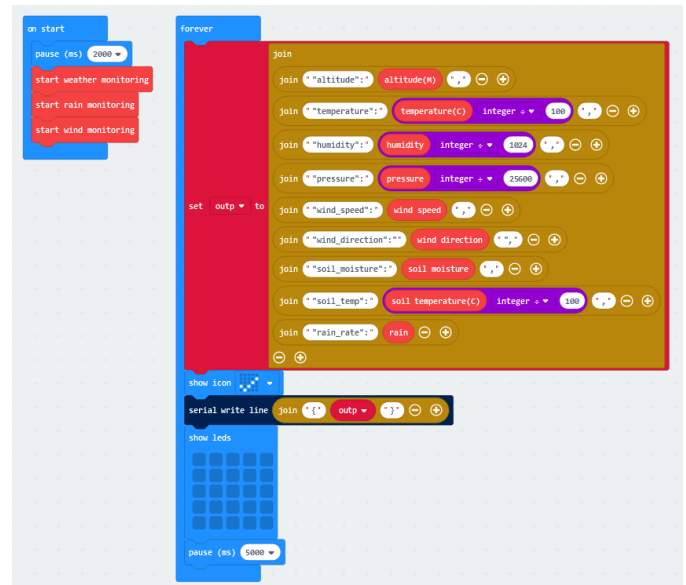 on start
pause (ms) 2000
start weather monitoring
start rain monitoring
start wind monitoring
forever
set outp to
join
join ""altitude":" altitude(M) ","
join ""temperature":" temperature(C) integer ÷ 100 ","
join ""humidity":" humidity integer ÷ 1024 ","
join ""pressure":" pressure integer ÷ 25600 ","
join ""wind_speed":" wind speed ","
join ""wind_direction":"" wind direction "","
join ""soil_moisture":" soil moisture ","
join ""soil_temp":" soil temperature(C) integer ÷ 100 ","
join ""rain_rate":" rain
show icon
serial write line join "{" outp "}"
show leds
pause (ms) 5000